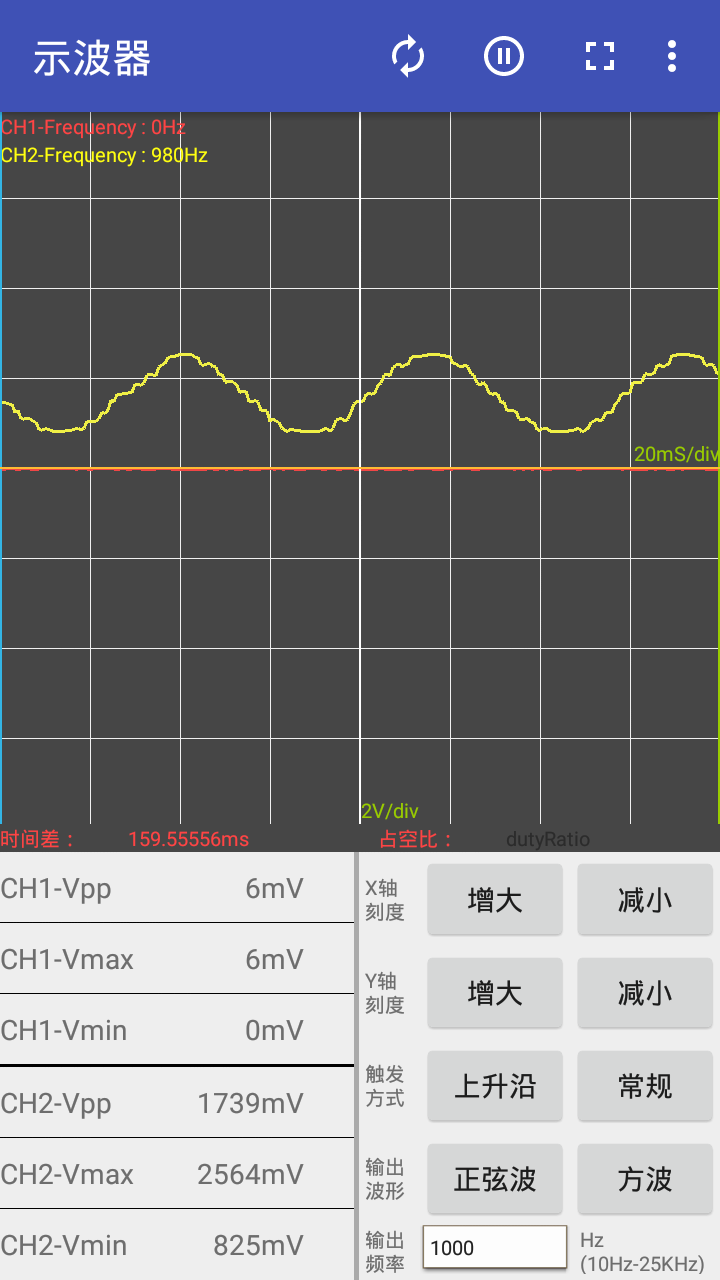 示波器
CH1-Frequency : 0Hz
CH2-Frequency : 980Hz
20mS/div
2V/div
时间差： 159.55556ms 占空比： dutyRatio
CH1-Vpp 6mV
CH1-Vmax 6mV
CH1-Vmin 0mV
CH2-Vpp 1739mV
CH2-Vmax 2564mV
CH2-Vmin 825mV
X轴
刻度
增大 减小
Y轴
刻度
增大 减小
触发
方式
上升沿 常规
输出
波形
正弦波 方波
输出
频率
1000
Hz
(10Hz-25KHz)